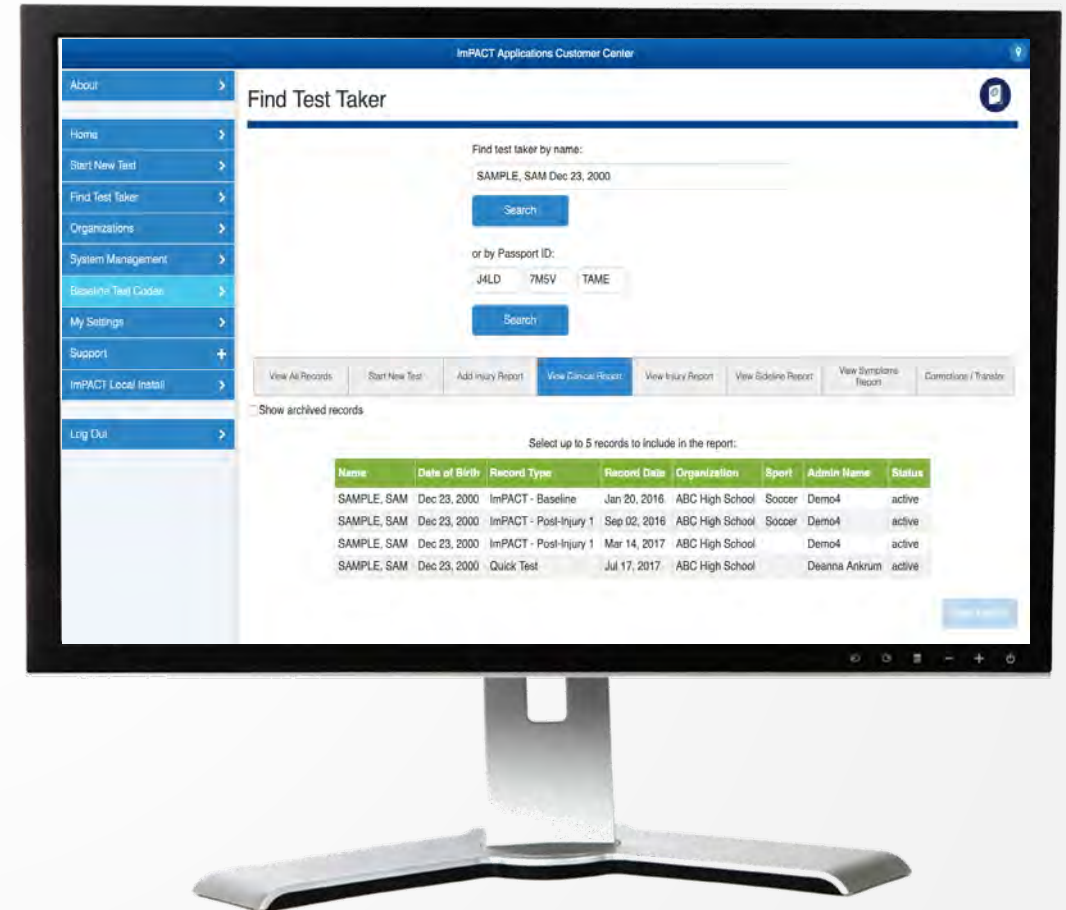 ImPACT Applications Customer Center
About
Home
Start New Test
Find Test Taker
Organizations
System Management
Baseline Test Codes
My Settings
Support
ImPACT Local Install
Log Out
Find Test Taker
Find test taker by name:
SAMPLE, SAM Dec 23, 2000
Search
or by Passport ID:
J4LD 7M5V TAME
Search
View All Records Start New Test Add Injury Report View Clinical Report View Injury Report View Sideline Report View Symptoms Report Corrections / Transfer
Show archived records
Select up to 5 records to include in the report:
Name Date of Birth Record Type Record Date Organization Sport Admin Name Status
SAMPLE, SAM Dec 23, 2000 ImPACT - Baseline Jan 20, 2016 ABC High School Soccer Demo4 active
SAMPLE, SAM Dec 23, 2000 ImPACT - Post-Injury 1 Sep 02, 2016 ABC High School Soccer Demo4 active
SAMPLE, SAM Dec 23, 2000 ImPACT - Post-Injury 1 Mar 14, 2017 ABC High School Demo4 active
SAMPLE, SAM Dec 23, 2000 Quick Test Jul 17, 2017 ABC High School Deanna Ankrum active